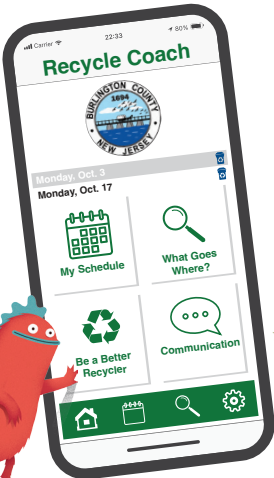 Carrier 22:33 80%
Recycle Coach
BURLINGTON COUNTY
1694
NEW JERSEY
Monday, Oct. 3
Monday, Oct. 17
My Schedule
What Goes
Where?
Be a Better
Recycler
Communication